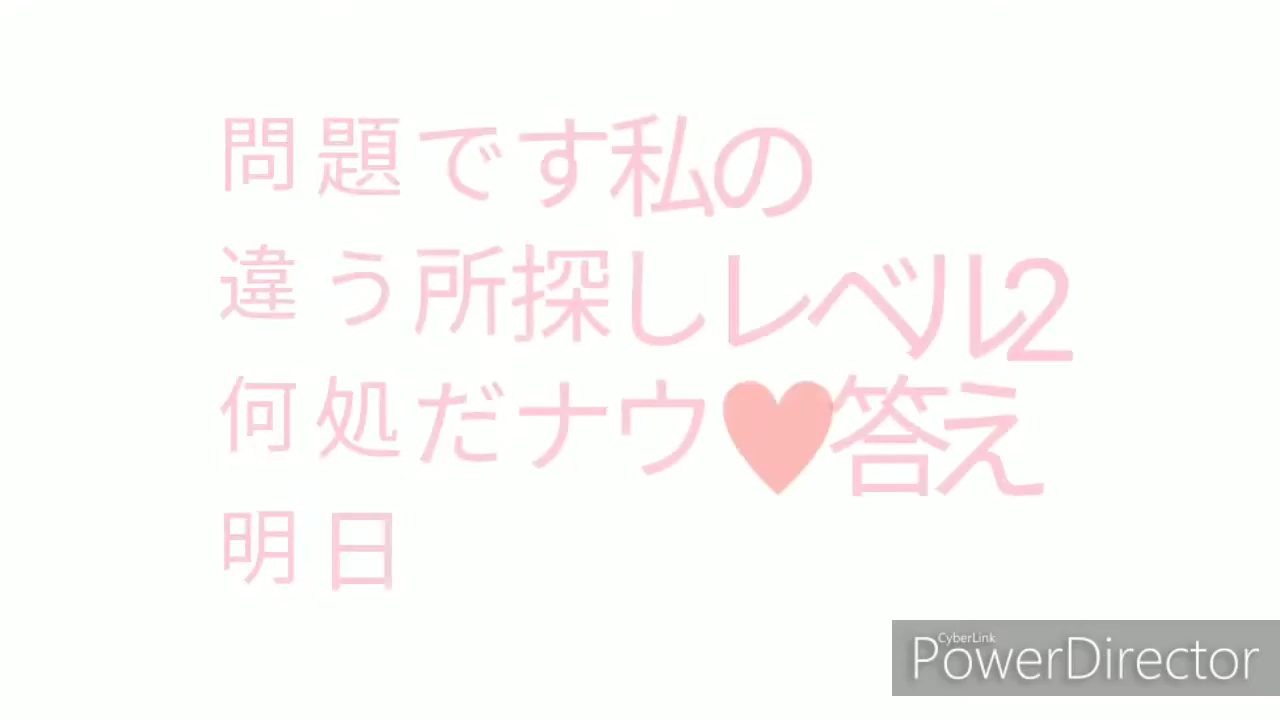 問題です私の
違う所探しレベル2
何処だナウ♥答え
明日
CyberLink
PowerDirector